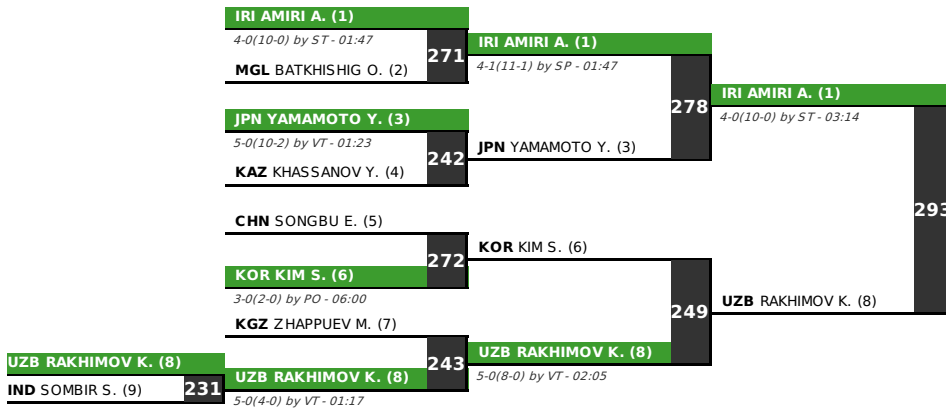 IRI AMIRI A. (1)
4-0(10-0) by ST - 01:47
MGL BATKHISHIG O. (2)
271
JPN YAMAMOTO Y. (3)
5-0(10-2) by VT - 01:23
KAZ KHASSANOV Y. (4)
242
CHN SONGBU E. (5)
272
KOR KIM S. (6)
3-0(2-0) by PO - 06:00
KGZ ZHAPPUEV M. (7)
243
UZB RAKHIMOV K. (8)
IND SOMBIR S. (9)
231
UZB RAKHIMOV K. (8)
5-0(4-0) by VT - 01:17
IRI AMIRI A. (1)
4-1(11-1) by SP - 01:47
278
JPN YAMAMOTO Y. (3)
KOR KIM S. (6)
249
UZB RAKHIMOV K. (8)
5-0(8-0) by VT - 02:05
IRI AMIRI A. (1)
4-0(10-0) by ST - 03:14
293
UZB RAKHIMOV K. (8)